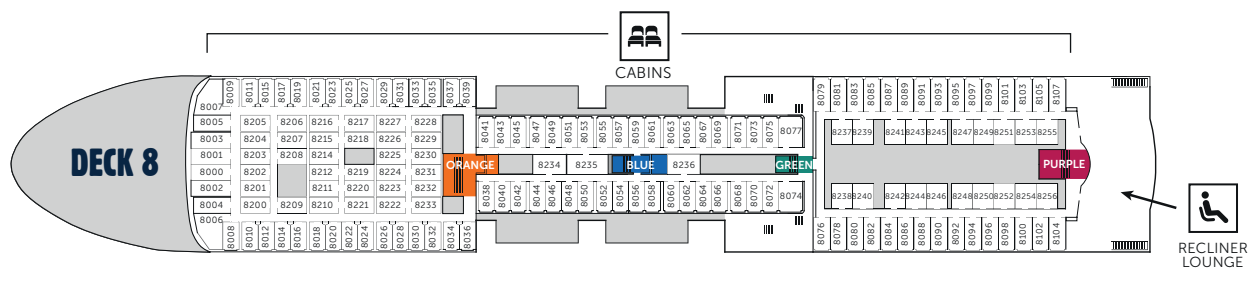 CABINS
DECK 8
8009 8011 8015 8017 8019 8021 8023 8025 8027 8029 8031 8033 8035 8037 8039
8007
8005 8205 8206 8216 8217 8227 8228
8003 8204 8207 8215 8218 8226 8229
8001 8203 8208 8214 8225 8230
8000 8202 8212 8219 8224 8231
8002 8201 8211 8220 8223 8232
8004 8200 8209 8210 8221 8222 8233
8006
8008 8010 8012 8014 8016 8018 8020 8022 8024 8026 8028 8030 8032 8034 8036
8041 8043 8045 8047 8049 8051 8053 8055 8057 8059 8061 8063 8065 8067 8069 8071 8073 8075 8077
ORANGE 8234 8235 BLUE 8236 GREEN
8038 8040 8042 8044 8046 8048 8050 8052 8054 8056 8058 8060 8062 8064 8066 8068 8070 8072 8074
8079 8081 8083 8085 8087 8091 8093 8095 8097 8099 8101 8103 8105 8107
8237 8239 8241 8243 8245 8247 8249 8251 8253 8255
PURPLE
8238 8240 8242 8244 8246 8248 8250 8252 8254 8256
8076 8078 8080 8082 8084 8086 8088 8090 8092 8094 8096 8098 8100 8102 8104
RECLINER
LOUNGE